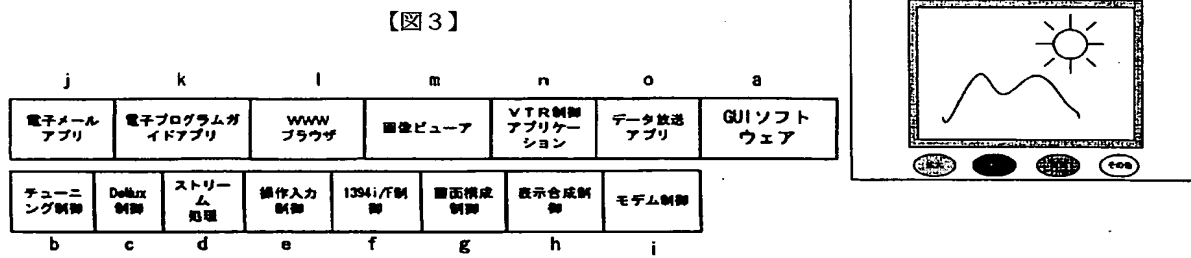 【図3】
j k l m n o a
電子メール
アプリ
電子プログラムガ
イドアプリ
WWW
ブラウザ
画像ビューア
VTR制御
アプリケー
ション
データ放送
アプリ
GUIソフト
ウェア
チューニ
ング制御
DeMux
制御
ストリー
ム
処理
操作入力
制御
1394i/F制
御
画面構成
制御
表示合成制
御
モデム制御
b c d e f g h i
その他